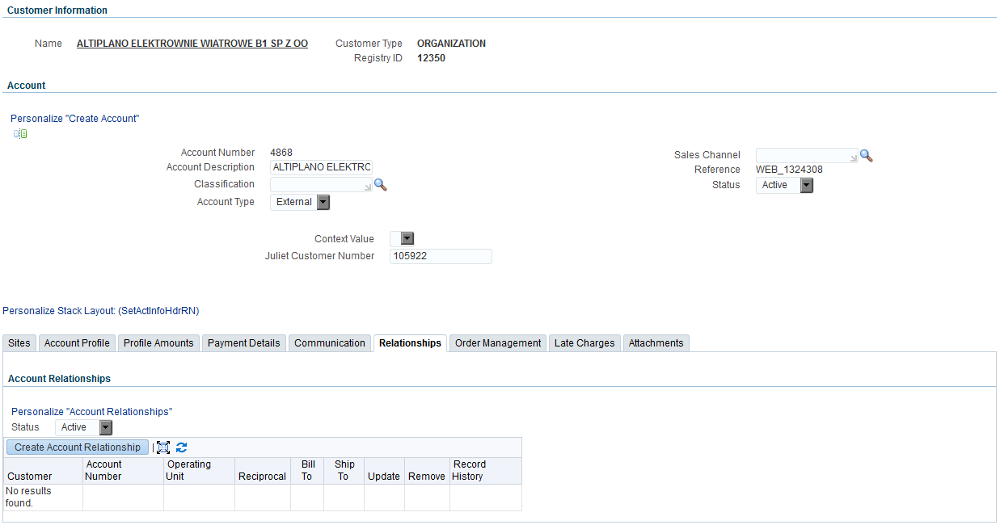 Customer Information
Name ALTIPLANO ELEKTROWNIE WIATROWE B1 SP Z OO Customer Type ORGANIZATION
Registry ID 12350
Account
Personalize "Create Account"
Account Number 4868
Account Description ALTIPLANO ELEKTRO
Classification
Account Type External
Sales Channel
Reference WEB_1324308
Status Active
Context Value
Juliet Customer Number 105922
Personalize Stack Layout: (SetActInfoHdrRN)
Sites Account Profile Profile Amounts Payment Details Communication Relationships Order Management Late Charges Attachments
Account Relationships
Personalize "Account Relationships"
Status Active
Create Account Relationship |
Customer Account Number Operating Unit Reciprocal Bill To Ship To Update Remove Record History
No results
found.